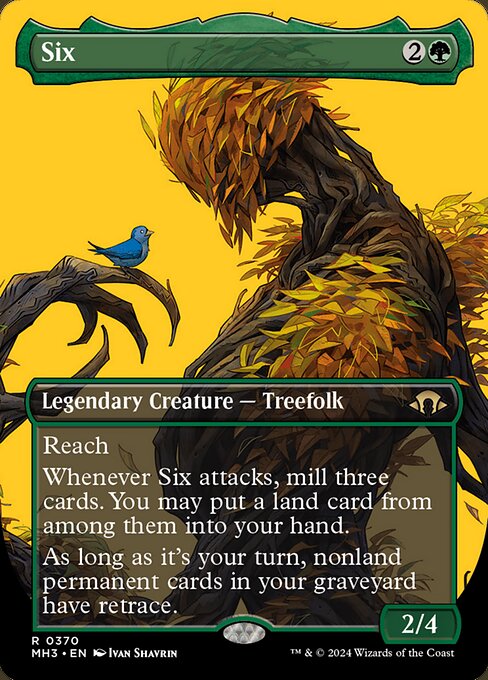 Six 2
Legendary Creature — Treefolk
Reach
Whenever Six attacks, mill three
cards. You may put a land card from
among them into your hand.
As long as it's your turn, nonland
permanent cards in your graveyard
have retrace.
2/4
R 0370
MH3 • EN Ivan Shavrin ™ & © 2024 Wizards of the Coast